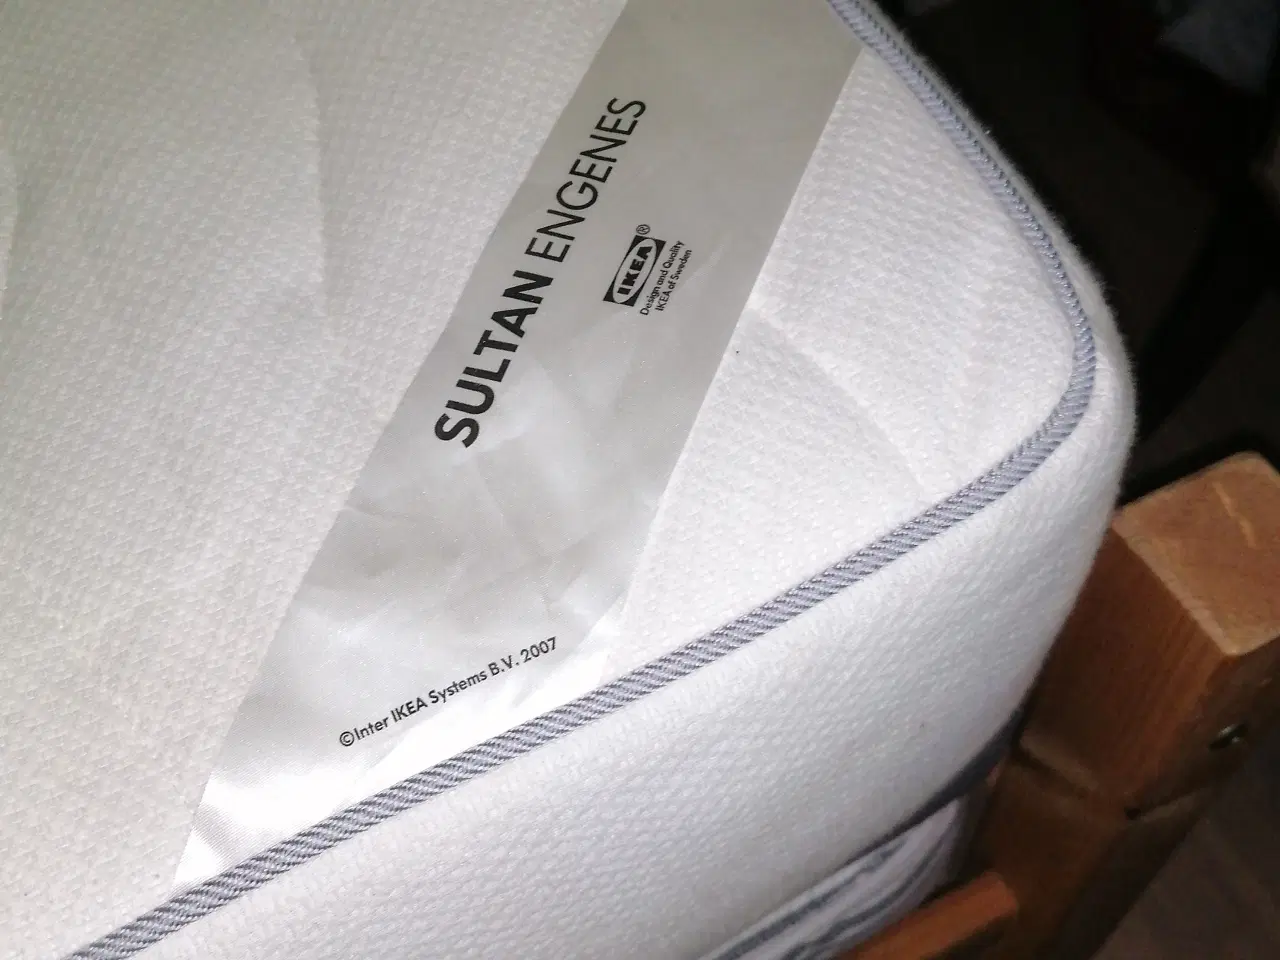 SULTAN ENGENES
IKEA®
Design and Quality
IKEA of Sweden
©Inter IKEA Systems B.V. 2007